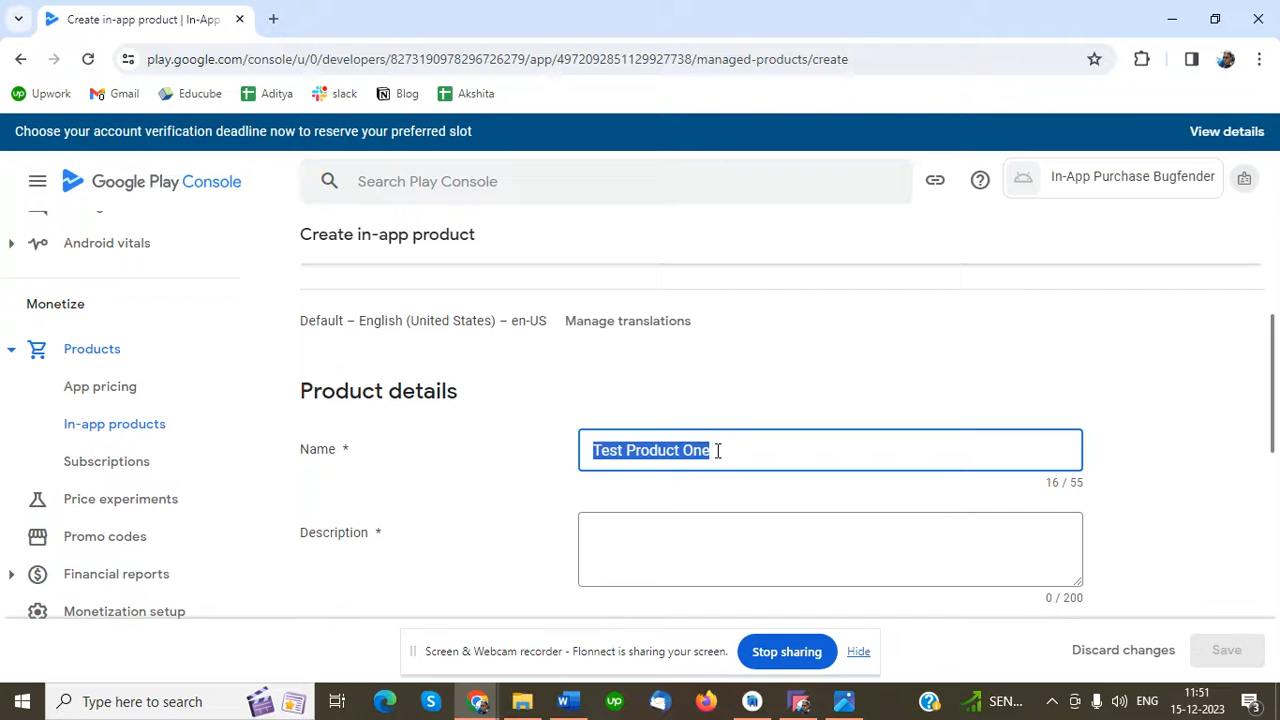 Create in-app product | In-App
play.google.com/console/u/0/developers/8273190978296726279/app/4972092851129927738/managed-products/create
Upwork
Gmail
Educube
Aditya
slack
Blog
Akshita
Choose your account verification deadline now to reserve your preferred slot
View details
Google Play Console
Search Play Console
In-App Purchase Bugfender
Android vitals
Create in-app product
Monetize
Default – English (United States) – en-US
Manage translations
Products
App pricing
Product details
In-app products
Name *
Test Product One
Subscriptions
16 / 55
Price experiments
Promo codes
Description *
Financial reports
0 / 200
Monetization setup
Screen & Webcam recorder - Flonnect is sharing your screen.
Stop sharing
Hide
Discard changes
Save
Type here to search
SEN...
ENG
11:51
15-12-2023
3